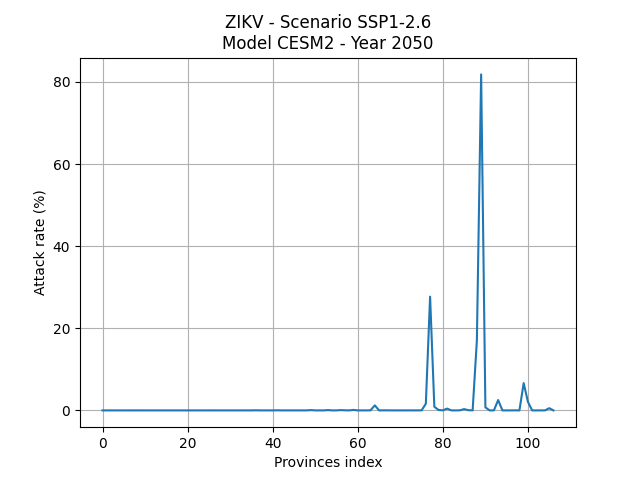 ZIKV - Scenario SSP1-2.6
Model CESM2 - Year 2050
80
60
40
20
0
Attack rate (%)
0 20 40 60 80 100
Provinces index